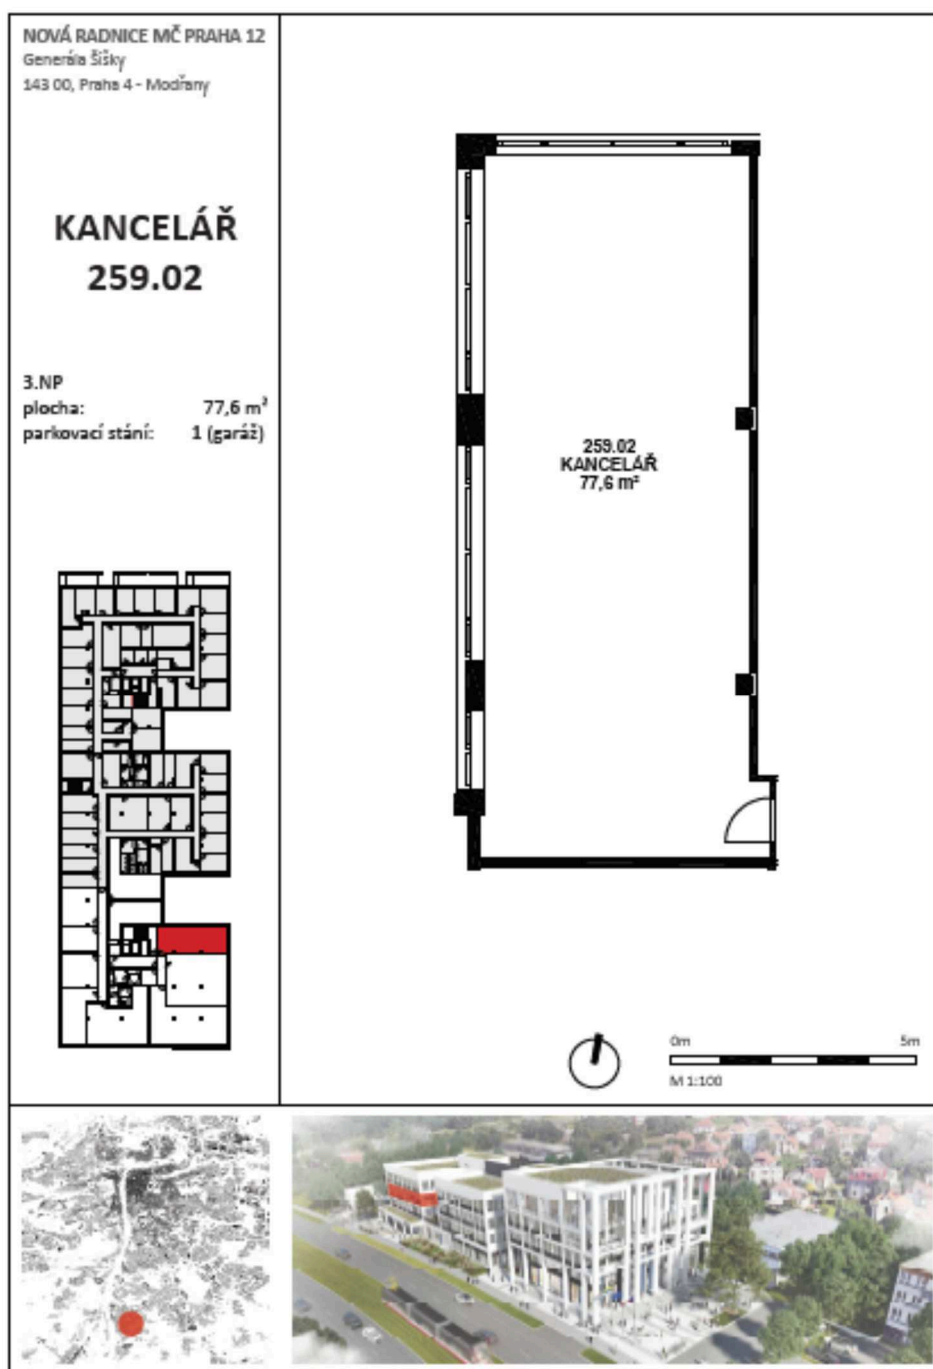 NOVÁ RADNICE MČ PRAHA 12
Generála Šišky
143 00, Praha 4 - Modřany
KANCELÁŘ
259.02
3.NP
plocha: 77,6 m²
parkovací stání: 1 (garáž)
259.02
KANCELÁŘ
77,6 m²
0m 5m
M 1:100